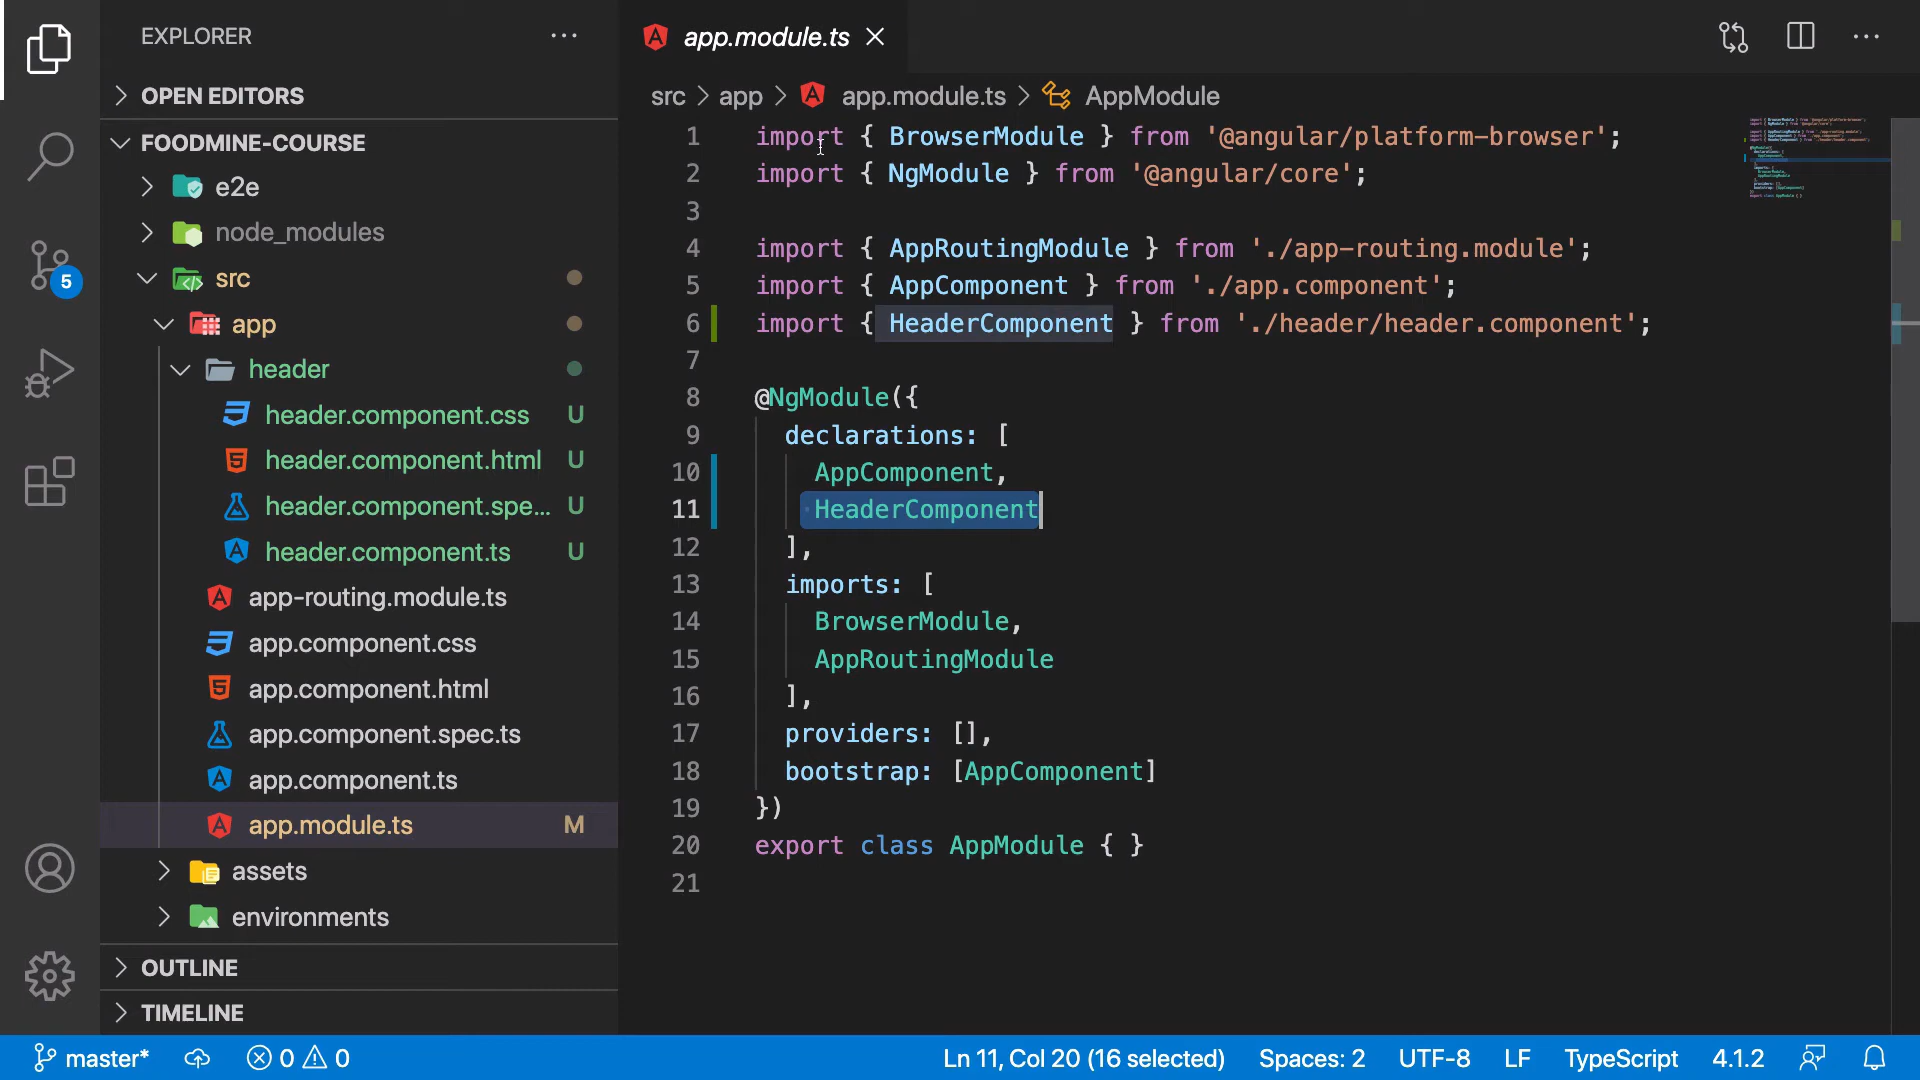 EXPLORER
OPEN EDITORS
FOODMINE-COURSE
e2e
node_modules
src
app
header
header.component.css U
header.component.html U
header.component.spe... U
header.component.ts U
app-routing.module.ts
app.component.css
app.component.html
app.component.spec.ts
app.component.ts
app.module.ts M
assets
environments
OUTLINE
TIMELINE
5
app.module.ts
src > app > app.module.ts > AppModule
1 import { BrowserModule } from '@angular/platform-browser';
2 import { NgModule } from '@angular/core';
3
4 import { AppRoutingModule } from './app-routing.module';
5 import { AppComponent } from './app.component';
6 import { HeaderComponent } from './header/header.component';
7
8 @NgModule({
9 declarations: [
10 AppComponent,
11 HeaderComponent
12 ],
13 imports: [
14 BrowserModule,
15 AppRoutingModule
16 ],
17 providers: [],
18 bootstrap: [AppComponent]
19 })
20 export class AppModule { }
21
master* 0 0 Ln 11, Col 20 (16 selected) Spaces: 2 UTF-8 LF TypeScript 4.1.2